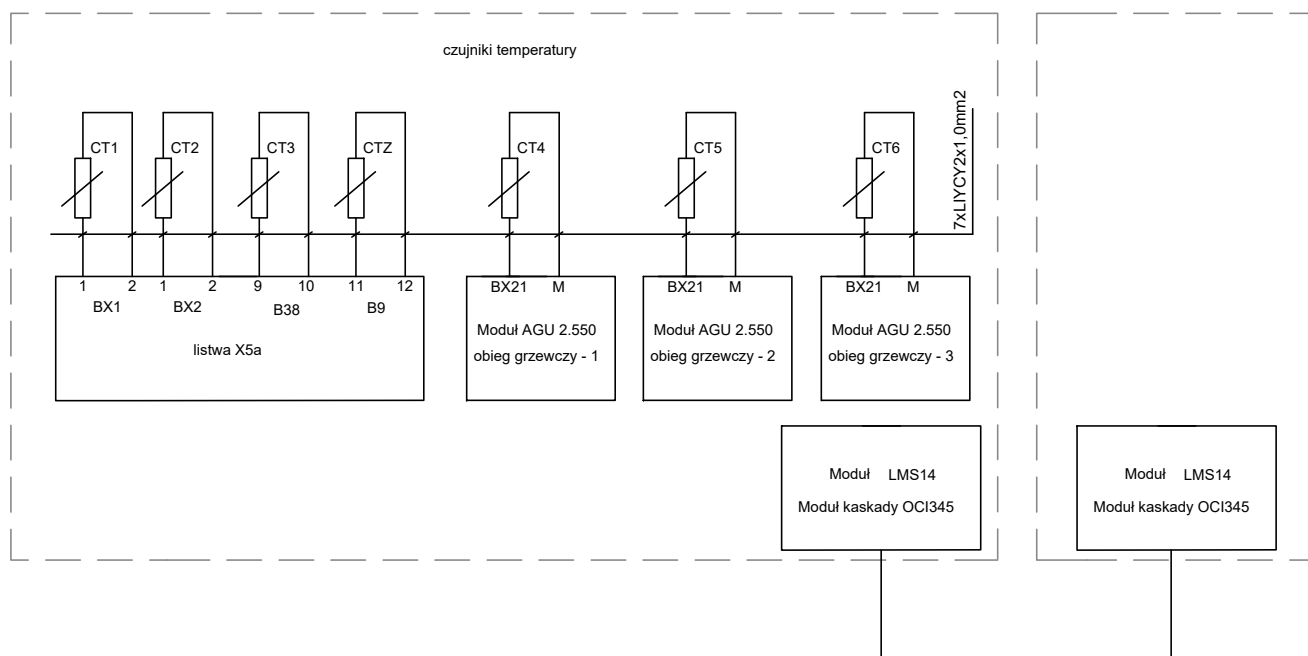 czujniki temperatury
CT1 CT2 CT3 CTZ CT4 CT5 CT6
7xLIYCY2x1,0mm2
1 2 1 2 9 10 11 12 BX21 M BX21 M BX21 M
BX1 BX2 B38 B9
Moduł AGU 2.550 Moduł AGU 2.550 Moduł AGU 2.550
listwa X5a obieg grzewczy - 1 obieg grzewczy - 2 obieg grzewczy - 3
Moduł LMS14 Moduł LMS14
Moduł kaskady OCI345 Moduł kaskady OCI345